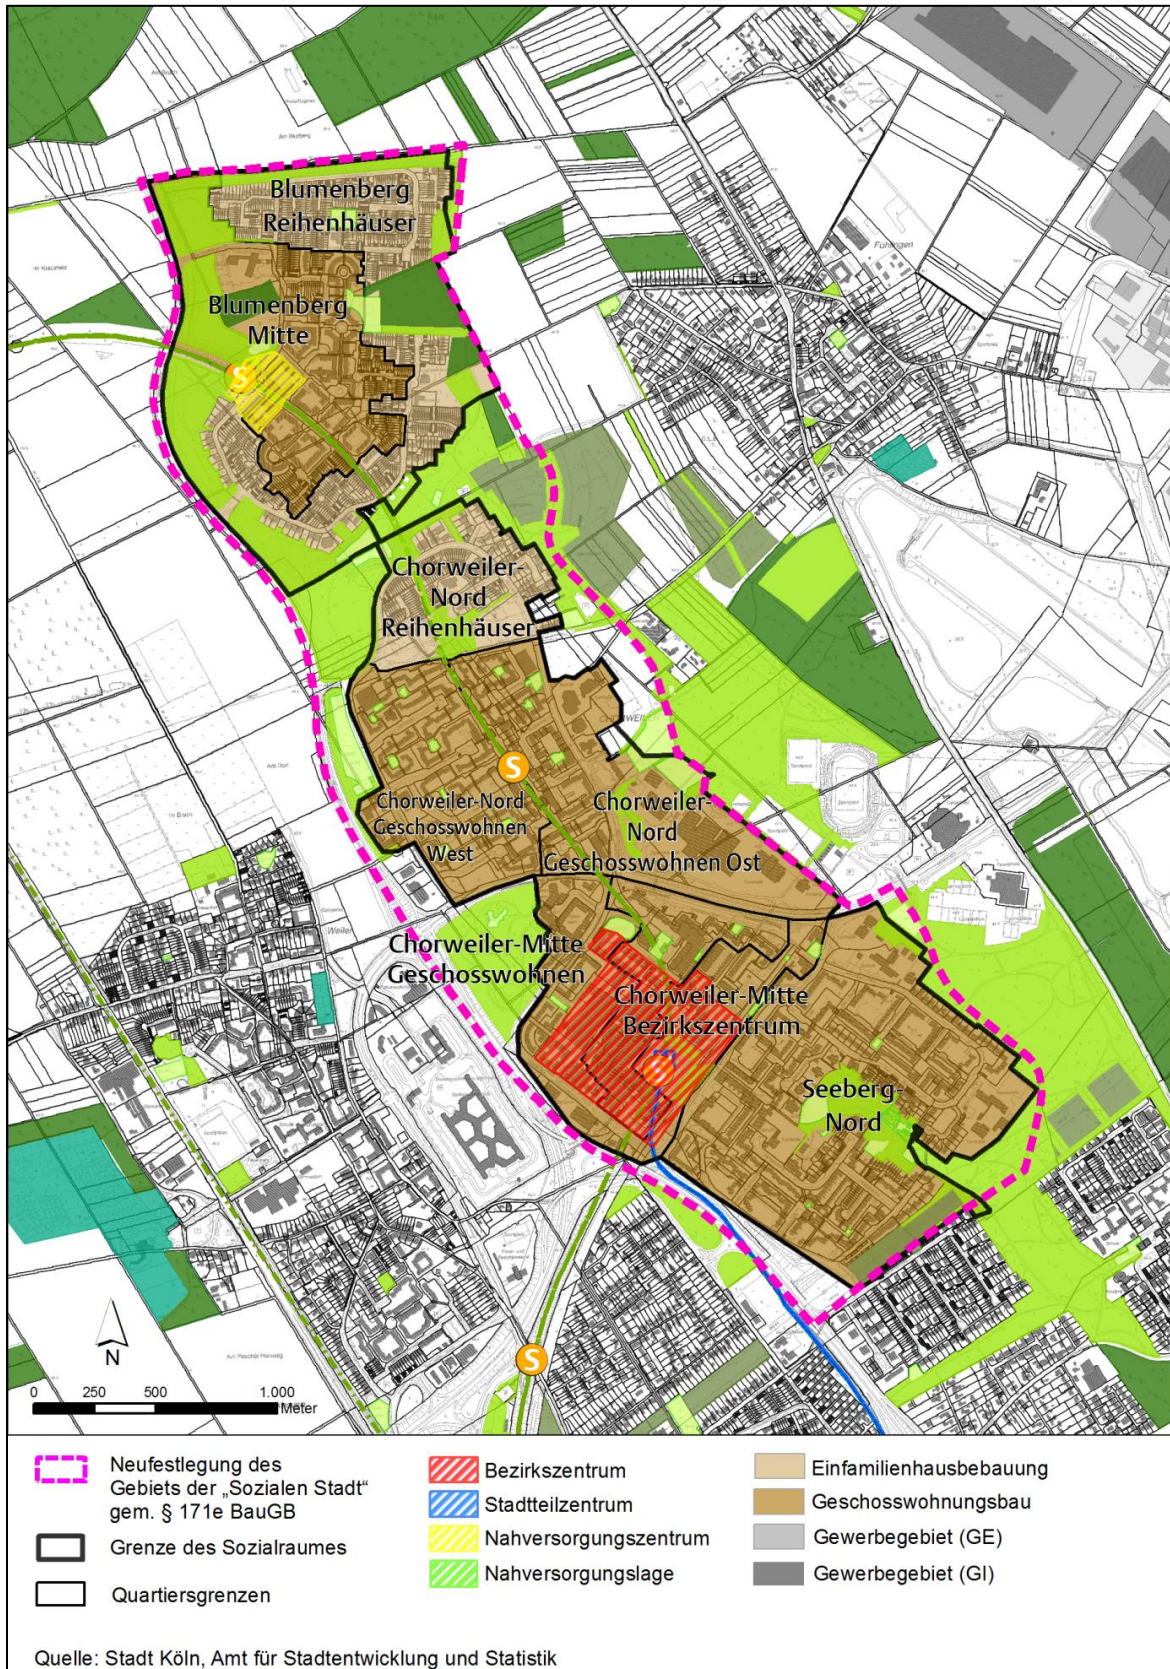 Blumenberg
Reihenhäuser
Blumenberg
Mitte
S
Fühlingen
Chorweiler-
Nord
Reihenhäuser
S
Chorweiler-Nord
Geschosswohnen
West
Chorweiler-
Nord
Geschosswohnen Ost
Weiler
Chorweiler-Mitte
Geschosswohnen
Chorweiler-Mitte
Bezirkszentrum
Seeberg-
Nord
S
N
0 250 500 1.000
Meter
Neufestlegung des
Gebiets der „Sozialen Stadt“
gem. § 171e BauGB
Grenze des Sozialraumes
Quartiersgrenzen
Bezirkszentrum
Stadtteilzentrum
Nahversorgungszentrum
Nahversorgungslage
Einfamilienhausbebauung
Geschosswohnungsbau
Gewerbegebiet (GE)
Gewerbegebiet (GI)
Quelle: Stadt Köln, Amt für Stadtentwicklung und Statistik